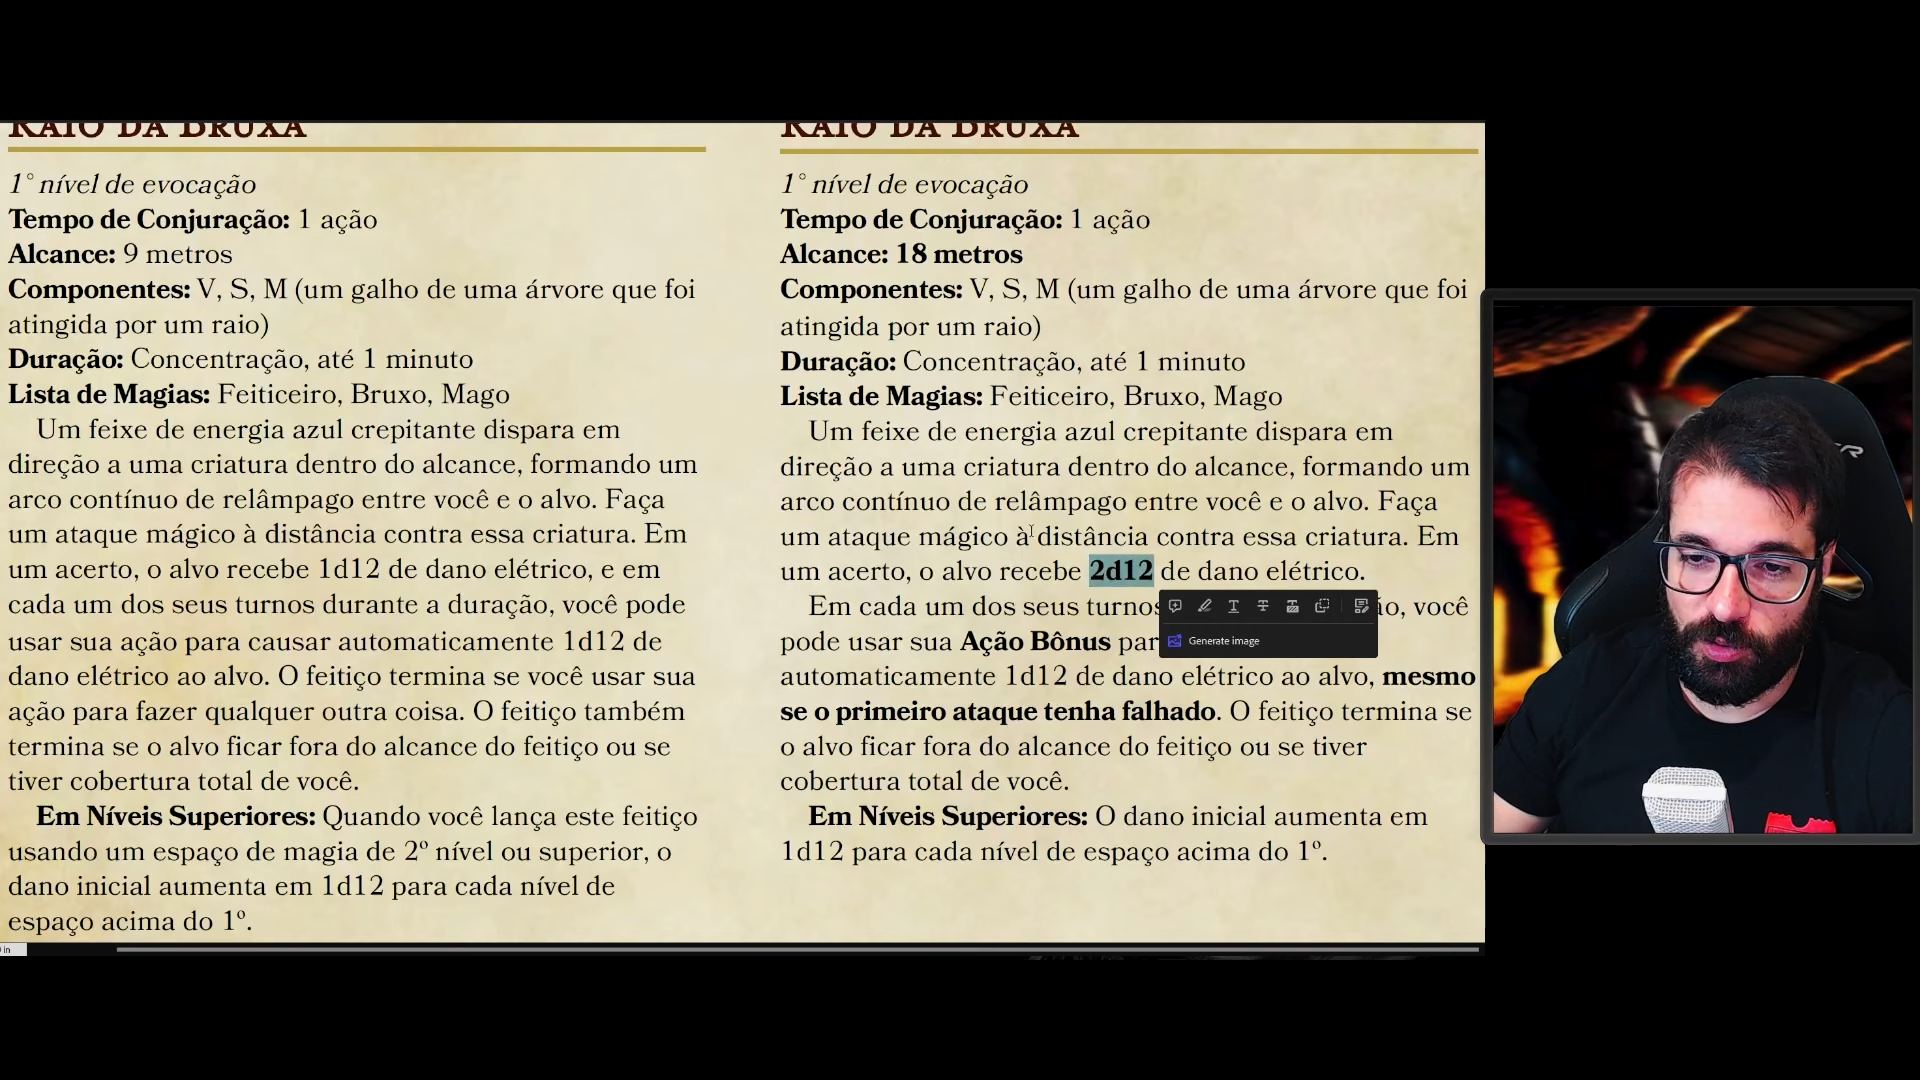 RAIO DA BRUXA
1° nível de evocação
Tempo de Conjuração: 1 ação
Alcance: 9 metros
Componentes: V, S, M (um galho de uma árvore que foi
atingida por um raio)
Duração: Concentração, até 1 minuto
Lista de Magias: Feiticeiro, Bruxo, Mago
Um feixe de energia azul crepitante dispara em
direção a uma criatura dentro do alcance, formando um
arco contínuo de relâmpago entre você e o alvo. Faça
um ataque mágico à distância contra essa criatura. Em
um acerto, o alvo recebe 1d12 de dano elétrico, e em
cada um dos seus turnos durante a duração, você pode
usar sua ação para causar automaticamente 1d12 de
dano elétrico ao alvo. O feitiço termina se você usar sua
ação para fazer qualquer outra coisa. O feitiço também
termina se o alvo ficar fora do alcance do feitiço ou se
tiver cobertura total de você.
Em Níveis Superiores: Quando você lança este feitiço
usando um espaço de magia de 2º nível ou superior, o
dano inicial aumenta em 1d12 para cada nível de
espaço acima do 1º.
in
RAIO DA BRUXA
1° nível de evocação
Tempo de Conjuração: 1 ação
Alcance: 18 metros
Componentes: V, S, M (um galho de uma árvore que foi
atingida por um raio)
Duração: Concentração, até 1 minuto
Lista de Magias: Feiticeiro, Bruxo, Mago
Um feixe de energia azul crepitante dispara em
direção a uma criatura dentro do alcance, formando um
arco contínuo de relâmpago entre você e o alvo. Faça
um ataque mágico à distância contra essa criatura. Em
um acerto, o alvo recebe 2d12 de dano elétrico.
Em cada um dos seus turnos ão, você
pode usar sua Ação Bônus par
automaticamente 1d12 de dano elétrico ao alvo, mesmo
se o primeiro ataque tenha falhado. O feitiço termina se
o alvo ficar fora do alcance do feitiço ou se tiver
cobertura total de você.
Em Níveis Superiores: O dano inicial aumenta em
1d12 para cada nível de espaço acima do 1º.
Generate image